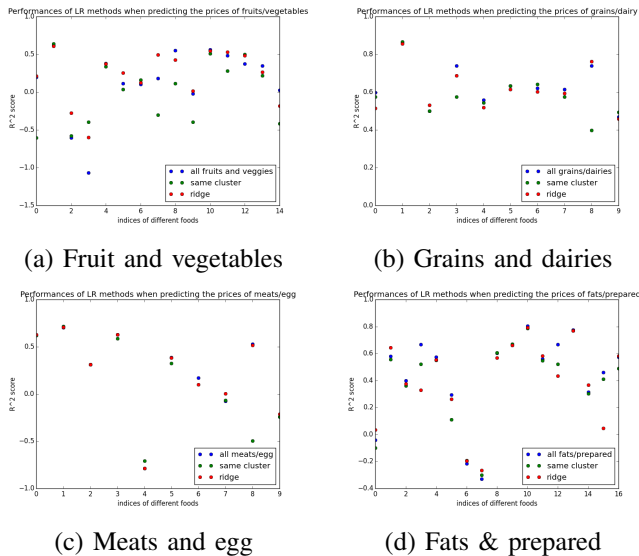 Performances of LR methods when predicting the prices of fruits/vegetables
1.0
0.5
0.0
−0.5
−1.0
−1.5
R^2 score
0 2 4 6 8 10 12 14
indices of different foods
all fruits and veggies
same cluster
ridge
(a) Fruit and vegetables
Performances of LR methods when predicting the prices of grains/dairy
1.0
0.8
0.6
0.4
0.2
0.0
R^2 score
0 1 2 3 4 5 6 7 8 9
indices of different foods
all grains/dairies
same cluster
ridge
(b) Grains and dairies
Performances of LR methods when predicting the prices of meats/egg
1.0
0.5
0.0
−0.5
−1.0
R^2 score
0 1 2 3 4 5 6 7 8 9
indices of different foods
all meats/egg
same cluster
ridge
(c) Meats and egg
Performances of LR methods when predicting the prices of fats/prepared
1.0
0.8
0.6
0.4
0.2
0.0
−0.2
−0.4
R^2 score
0 2 4 6 8 10 12 14 16
indices of different foods
all fats/prepared
same cluster
ridge
(d) Fats & prepared